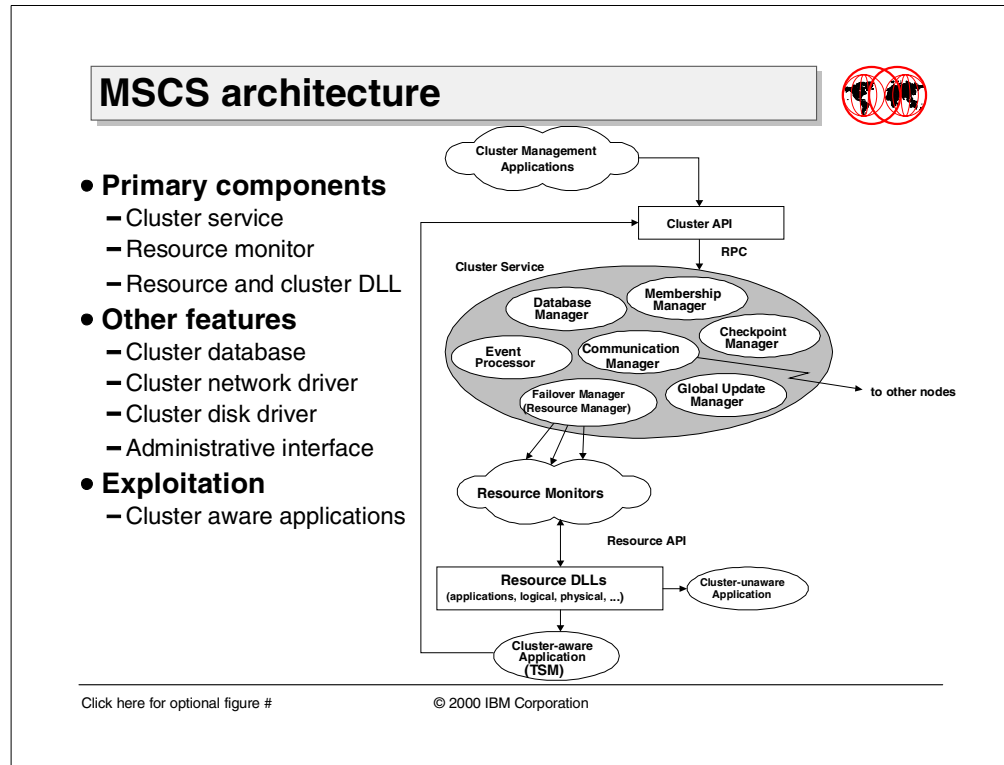 MSCS architecture
• Primary components
– Cluster service
– Resource monitor
– Resource and cluster DLL
• Other features
– Cluster database
– Cluster network driver
– Cluster disk driver
– Administrative interface
• Exploitation
– Cluster aware applications
Cluster Management
Applications
Cluster API
RPC
Cluster Service
Database
Manager
Membership
Manager
Checkpoint
Manager
Event
Processor
Communication
Manager
Failover Manager
(Resource Manager)
Global Update
Manager
to other nodes
Resource Monitors
Resource API
Resource DLLs
(applications, logical, physical, ...)
Cluster-unaware
Application
Cluster-aware
Application
(TSM)
Click here for optional figure #
© 2000 IBM Corporation